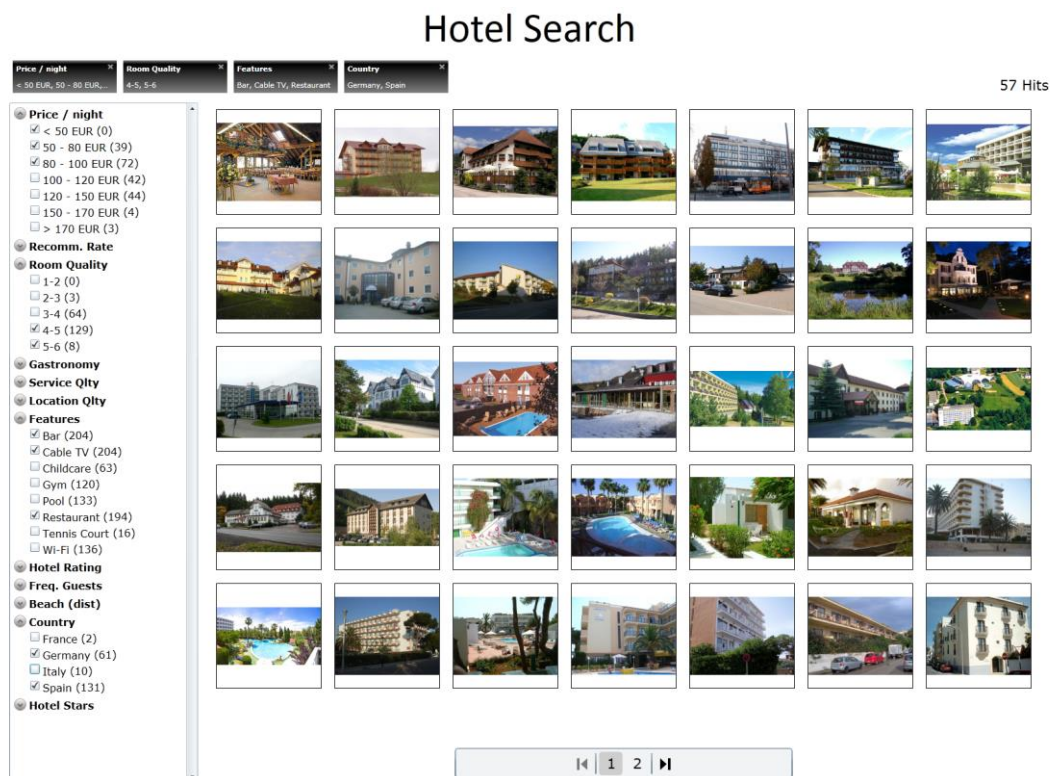 Hotel Search
Price / night
< 50 EUR, 50 - 80 EUR,...
Room Quality
4-5, 5-6
Features
Bar, Cable TV, Restaurant
Country
Germany, Spain
57 Hits
Price / night
< 50 EUR (0)
50 - 80 EUR (39)
80 - 100 EUR (72)
100 - 120 EUR (42)
120 - 150 EUR (44)
150 - 170 EUR (4)
> 170 EUR (3)
Recomm. Rate
Room Quality
1-2 (0)
2-3 (3)
3-4 (64)
4-5 (129)
5-6 (8)
Gastronomy
Service Qlty
Location Qlty
Features
Bar (204)
Cable TV (204)
Childcare (63)
Gym (120)
Pool (133)
Restaurant (194)
Tennis Court (16)
Wi-Fi (136)
Hotel Rating
Freq. Guests
Beach (dist)
Country
France (2)
Germany (61)
Italy (10)
Spain (131)
Hotel Stars
1 2